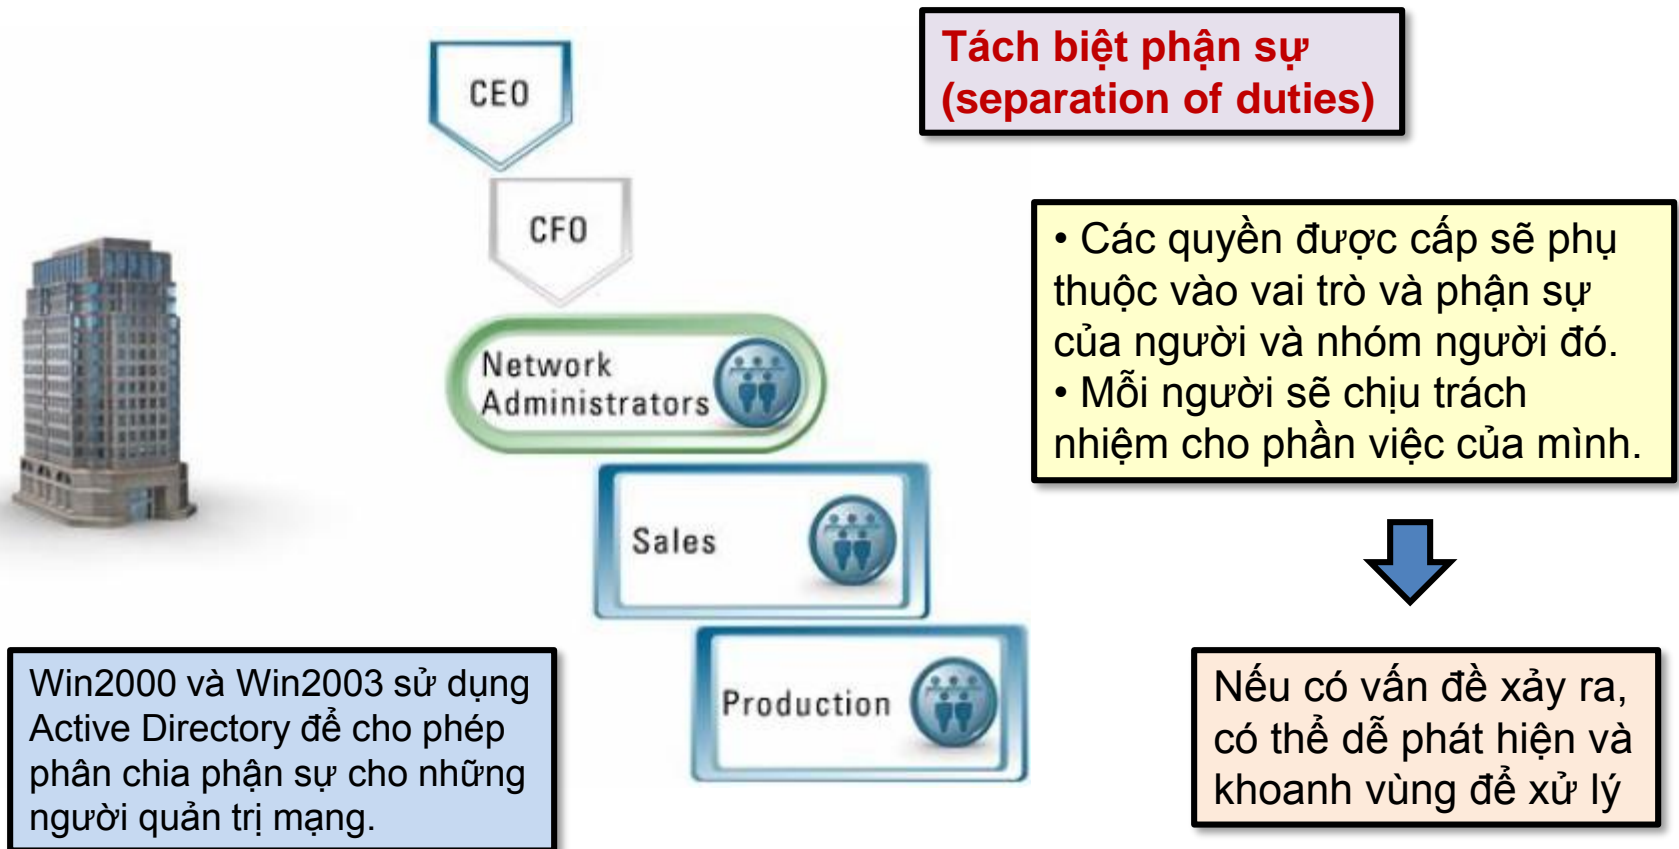 Tách biệt phận sự
(separation of duties)
CEO
CFO
Network
Administrators
Sales
Production
• Các quyền được cấp sẽ phụ
thuộc vào vai trò và phận sự
của người và nhóm người đó.
• Mỗi người sẽ chịu trách
nhiệm cho phần việc của mình.
Win2000 và Win2003 sử dụng
Active Directory để cho phép
phân chia phận sự cho những
người quản trị mạng.
Nếu có vấn đề xảy ra,
có thể dễ phát hiện và
khoanh vùng để xử lý